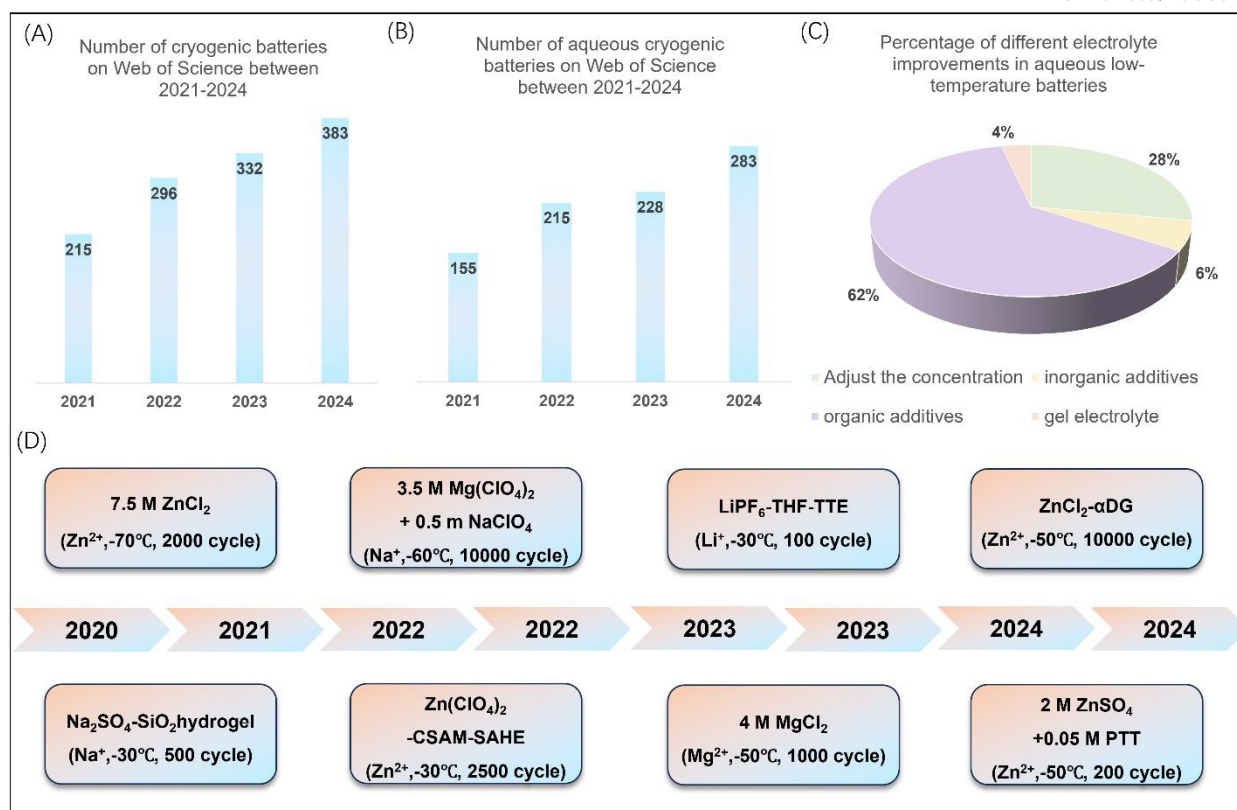 (A)
Number of cryogenic batteries
on Web of Science between
2021-2024
215
296
332
383
2021
2022
2023
2024
(B)
Number of aqueous cryogenic
batteries on Web of Science
between 2021-2024
155
215
228
283
2021
2022
2023
2024
(C)
Percentage of different electrolyte
improvements in aqueous low-
temperature batteries
4%
28%
6%
62%
Adjust the concentration
inorganic additives
organic additives
gel electrolyte
(D)
7.5 M ZnCl₂
(Zn²⁺,-70℃, 2000 cycle)
3.5 M Mg(ClO₄)₂
+ 0.5 m NaClO₄
(Na⁺,-60℃, 10000 cycle)
LiPF₆-THF-TTE
(Li⁺,-30℃, 100 cycle)
ZnCl₂-αDG
(Zn²⁺,-50℃, 10000 cycle)
2020
2021
2022
2022
2023
2023
2024
2024
Na₂SO₄-SiO₂hydrogel
(Na⁺,-30℃, 500 cycle)
Zn(ClO₄)₂
-CSAM-SAHE
(Zn²⁺,-30℃, 2500 cycle)
4 M MgCl₂
(Mg²⁺,-50℃, 1000 cycle)
2 M ZnSO₄
+0.05 M PTT
(Zn²⁺,-50℃, 200 cycle)